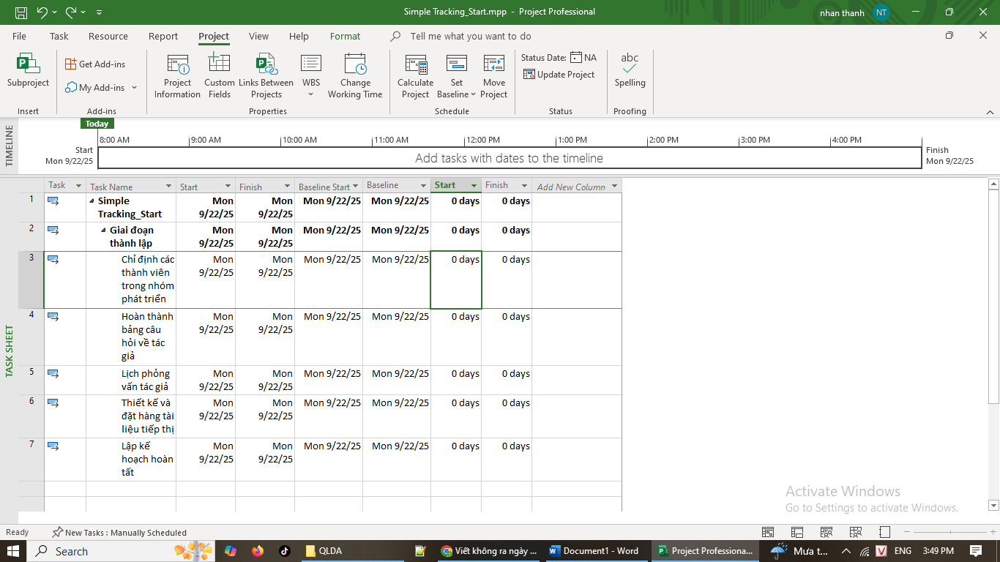 Simple Tracking_Start.mpp - Project Professional
nhan thanh NT
File Task Resource Report Project View Help Format Tell me what you want to do
Subproject
Get Add-ins
My Add-ins
Project
Information
Custom
Fields
Links Between
Projects
WBS
Change
Working Time
Calculate
Project
Set
Baseline
Move
Project
Status Date: NA
Update Project
abc
Spelling
Insert Add-ins Properties Schedule Status Proofing
TIMELINE
Today
8:00 AM 9:00 AM 10:00 AM 11:00 AM 12:00 PM 1:00 PM 2:00 PM 3:00 PM 4:00 PM
Start
Mon 9/22/25
Add tasks with dates to the timeline
Finish
Mon 9/22/25
TASK SHEET
Task Task Name Start Finish Baseline Start Baseline Start Finish Add New Column
1 Simple Mon Mon Mon 9/22/25 Mon 9/22/25 0 days 0 days
Tracking_Start 9/22/25 9/22/25
2 Giai đoạn Mon Mon Mon 9/22/25 Mon 9/22/25 0 days 0 days
thành lập 9/22/25 9/22/25
3 Chỉ định các Mon Mon Mon 9/22/25 Mon 9/22/25 0 days 0 days
thành viên 9/22/25 9/22/25
trong nhóm
phát triển
4 Hoàn thành Mon Mon Mon 9/22/25 Mon 9/22/25 0 days 0 days
bảng câu 9/22/25 9/22/25
hỏi về tác
giả
5 Lịch phỏng Mon Mon Mon 9/22/25 Mon 9/22/25 0 days 0 days
vấn tác giả 9/22/25 9/22/25
6 Thiết kế và Mon Mon Mon 9/22/25 Mon 9/22/25 0 days 0 days
đặt hàng tài 9/22/25 9/22/25
liệu tiếp thị
7 Lập kế Mon Mon Mon 9/22/25 Mon 9/22/25 0 days 0 days
hoạch hoàn 9/22/25 9/22/25
tất
Activate Windows
Go to Settings to activate Windows.
Ready New Tasks : Manually Scheduled
Search QLDA Viết không ra ngày ... Document1 - Word Project Professiona... Mưa t... V ENG 3:49 PM